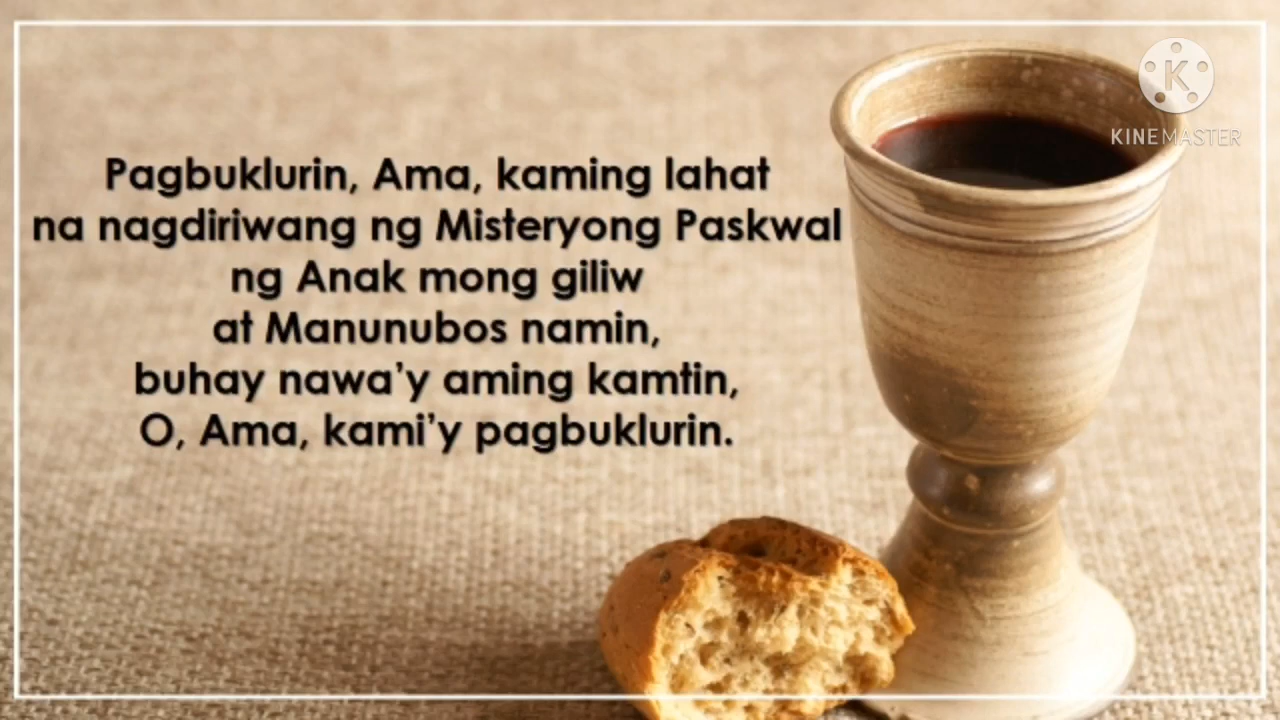 Pagbuklurin, Ama, kaming lahat
na nagdiriwang ng Misteryong Paskwal
ng Anak mong giliw
at Manunubos namin,
buhay nawa’y aming kamtin,
O, Ama, kami’y pagbuklurin.
K
KINEMASTER